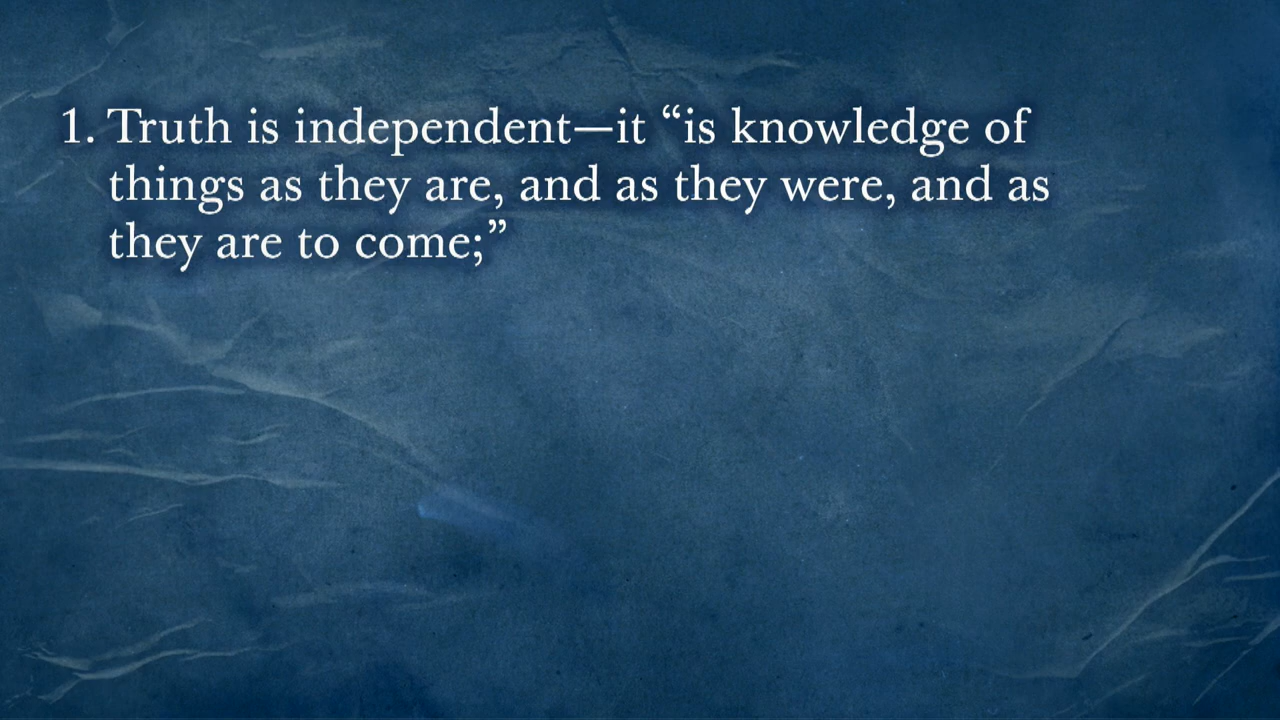 1. Truth is independent—it “is knowledge of
things as they are, and as they were, and as
they are to come;”